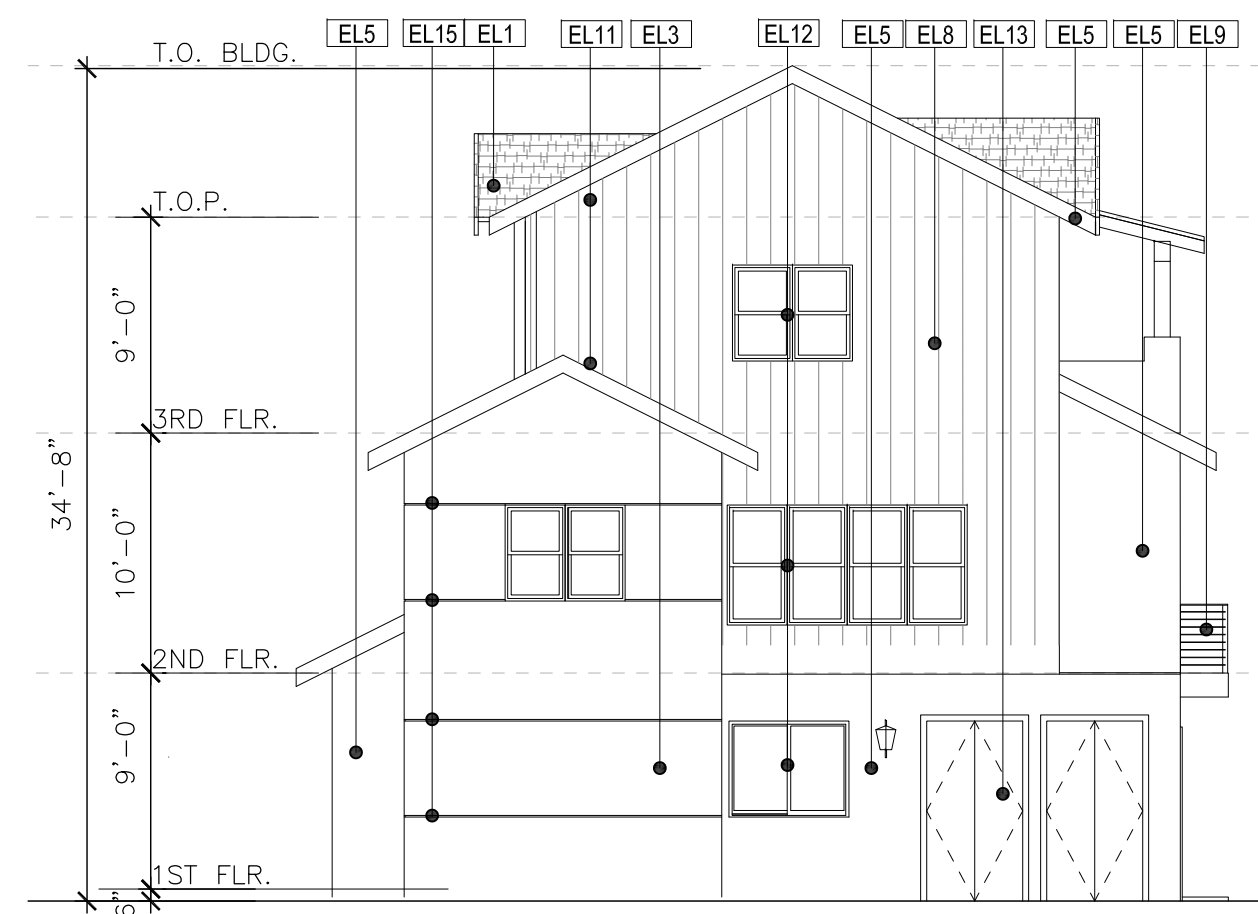 EL5 EL15 EL1 EL11 EL3 EL12 EL5 EL8 EL13 EL5 EL5 EL9
T.O. BLDG.
T.O.P.
9'-0"
3RD FLR.
34'-8"
10'-0"
2ND FLR.
9'-0"
1ST FLR.
6"